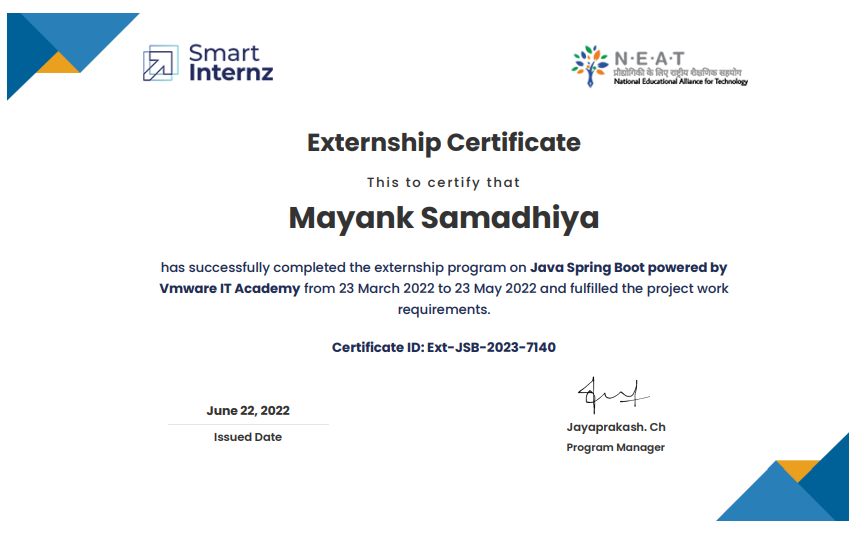 Smart
Internz
N·E·A·T
प्रौद्योगिकी के लिए राष्ट्रीय शैक्षणिक सहयोग
National Educational Alliance for Technology
Externship Certificate
This to certify that
Mayank Samadhiya
has successfully completed the externship program on Java Spring Boot powered by
Vmware IT Academy from 23 March 2022 to 23 May 2022 and fulfilled the project work
requirements.
Certificate ID: Ext-JSB-2023-7140
June 22, 2022
Issued Date
Jayaprakash. Ch
Program Manager